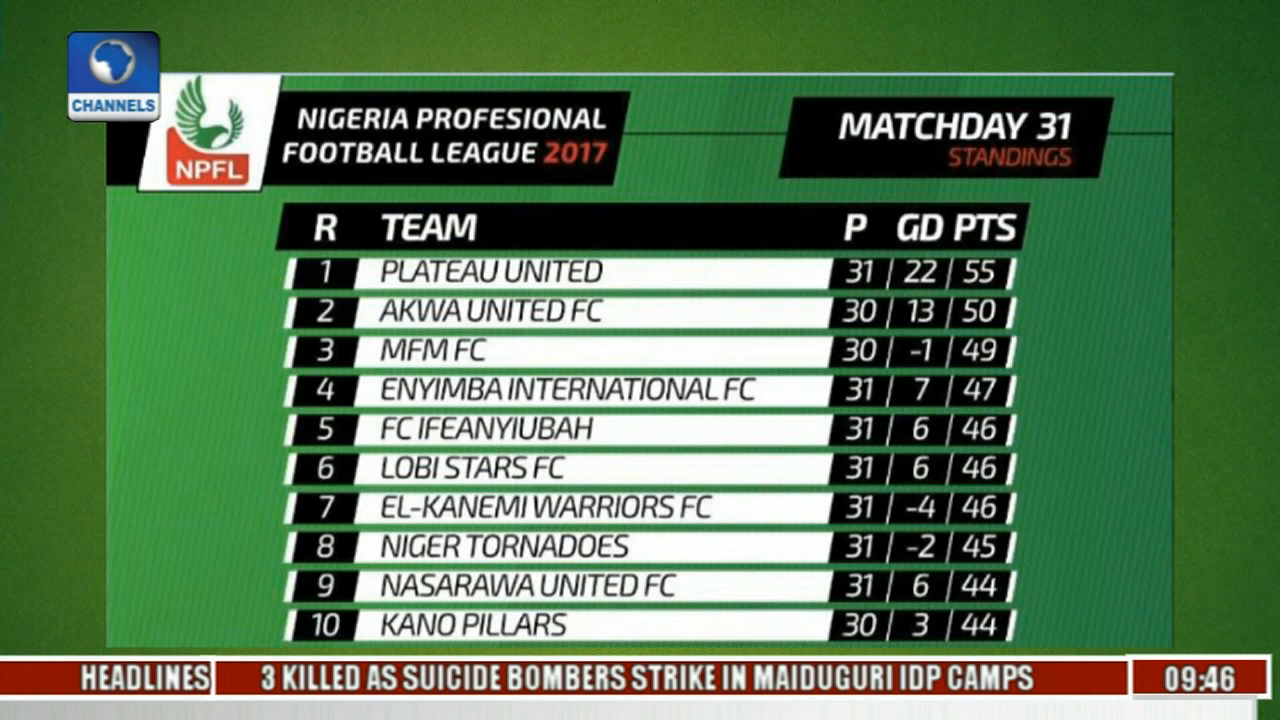 CHANNELS
NPFL
NIGERIA PROFESIONAL
FOOTBALL LEAGUE 2017
MATCHDAY 31
STANDINGS
R TEAM P GD PTS
1 PLATEAU UNITED 31 22 55
2 AKWA UNITED FC 30 13 50
3 MFM FC 30 -1 49
4 ENYIMBA INTERNATIONAL FC 31 7 47
5 FC IFEANYIUBAH 31 6 46
6 LOBI STARS FC 31 6 46
7 EL-KANEMI WARRIORS FC 31 -4 46
8 NIGER TORNADOES 31 -2 45
9 NASARAWA UNITED FC 31 6 44
10 KANO PILLARS 30 3 44
HEADLINES 3 KILLED AS SUICIDE BOMBERS STRIKE IN MAIDUGURI IDP CAMPS 09:46